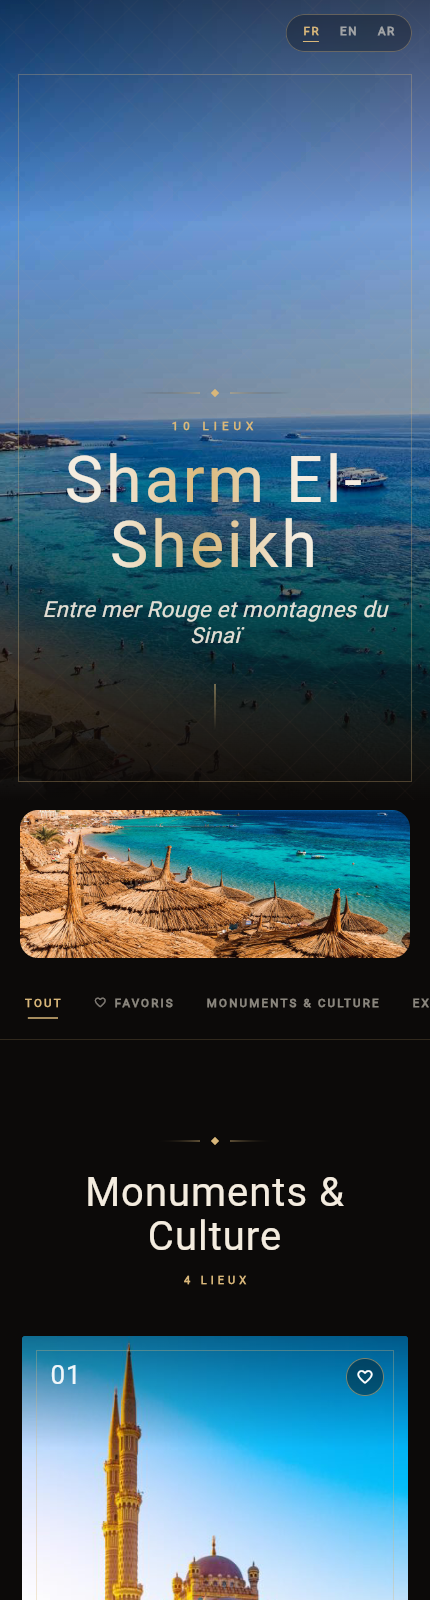 FR EN AR
10 LIEUX
Sharm El-
Sheikh
Entre mer Rouge et montagnes du
Sinaï
TOUT FAVORIS MONUMENTS & CULTURE EX
Monuments &
Culture
4 LIEUX
01